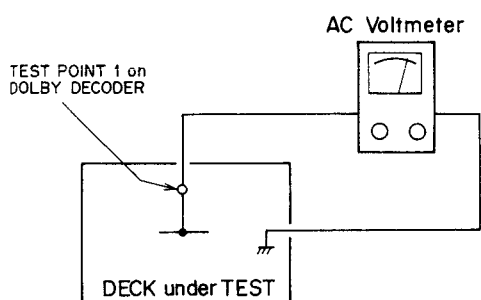 AC Voltmeter
TEST POINT 1 on
DOLBY DECODER
DECK under TEST